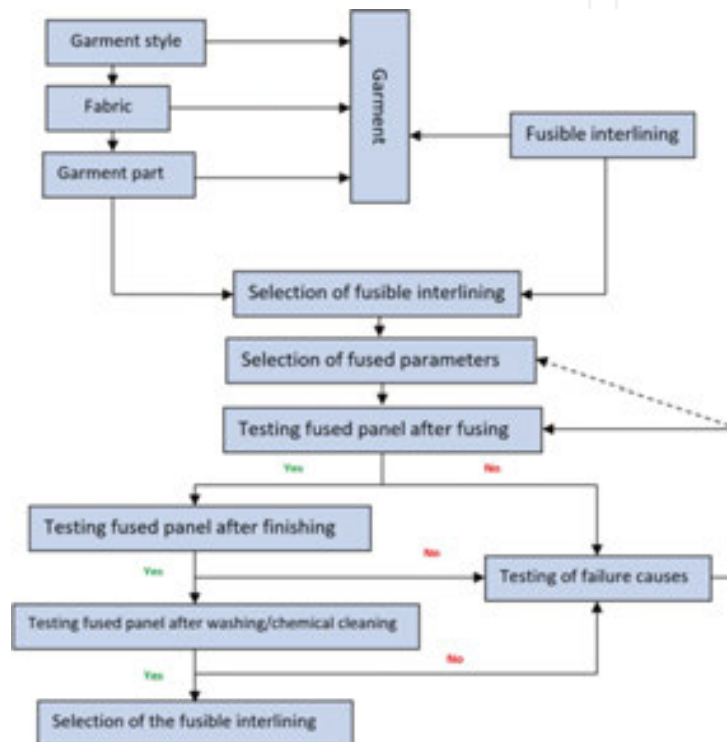 Garment style
Garment
Fabric
Fusible interlining
Garment part
Selection of fusible interlining
Selection of fused parameters
Testing fused panel after fusing
Yes
No
Testing fused panel after finishing
No
Yes
Testing of failure causes
Testing fused panel after washing/chemical cleaning
No
Yes
Selection of the fusible interlining